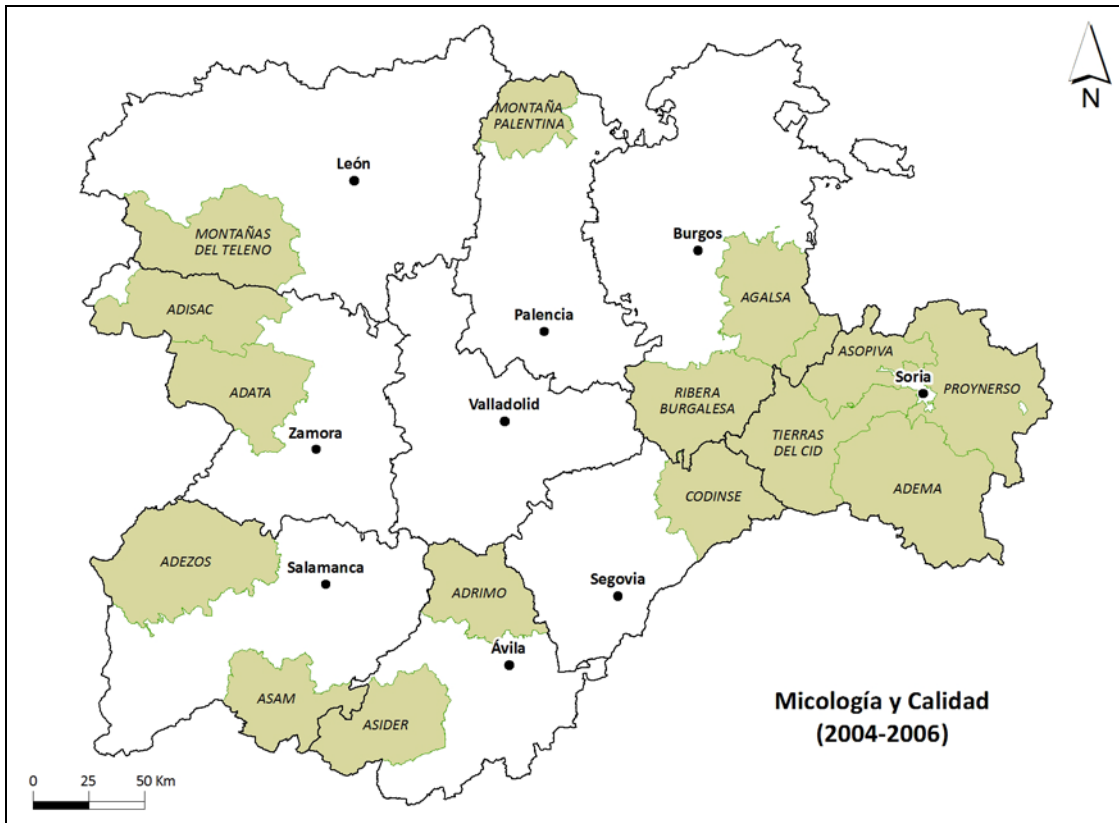 MONTAÑA
PALENTINA
N
León
MONTAÑAS
DEL TELENO
Burgos
AGALSA
ADISAC
Palencia
ASOPIVA
Soria
PROYNERSO
ADATA
RIBERA
BURGALESA
Valladolid
Zamora
TIERRAS
DEL CID
CODINSE
ADEMA
ADEZOS
Salamanca
ADRIMO
Segovia
Ávila
ASAM
ASIDER
Micología y Calidad
(2004-2006)
0 25 50 Km